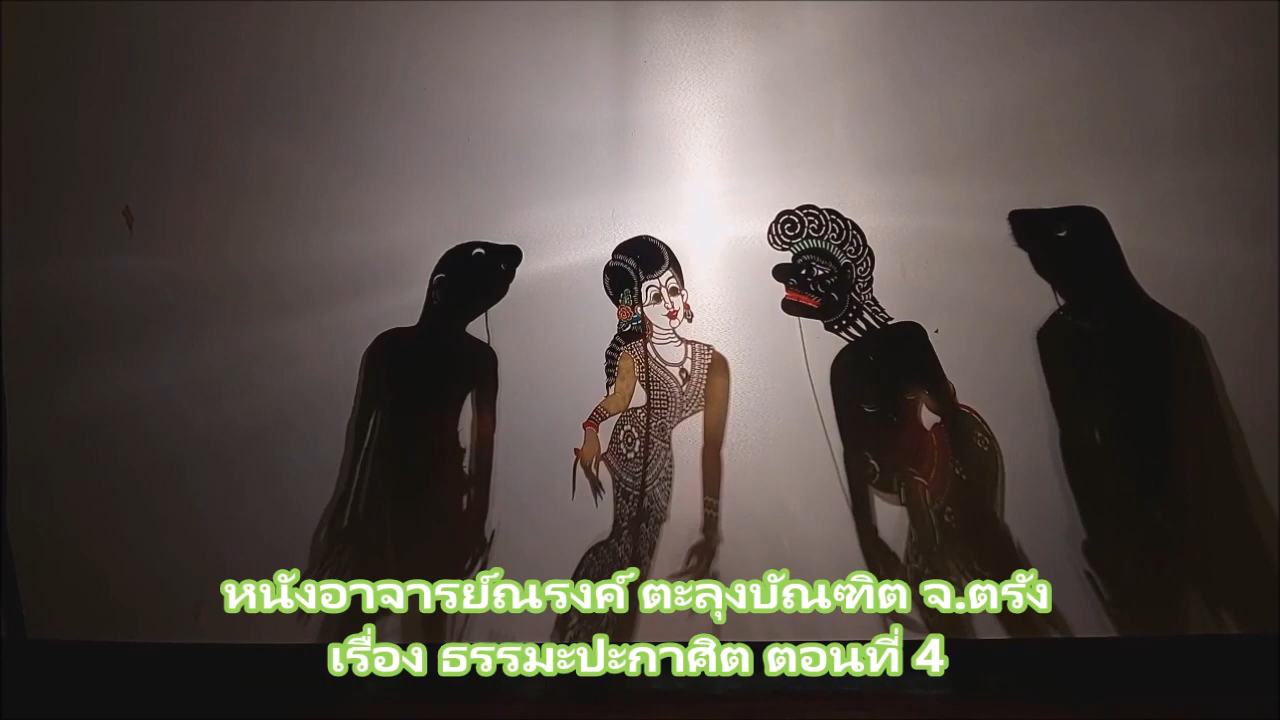 หนังอาจารย์ณรงค์ ตะลุงบัณฑิต จ.ตรัง
เรื่อง ธรรมะปะกาศิต ตอนที่ 4